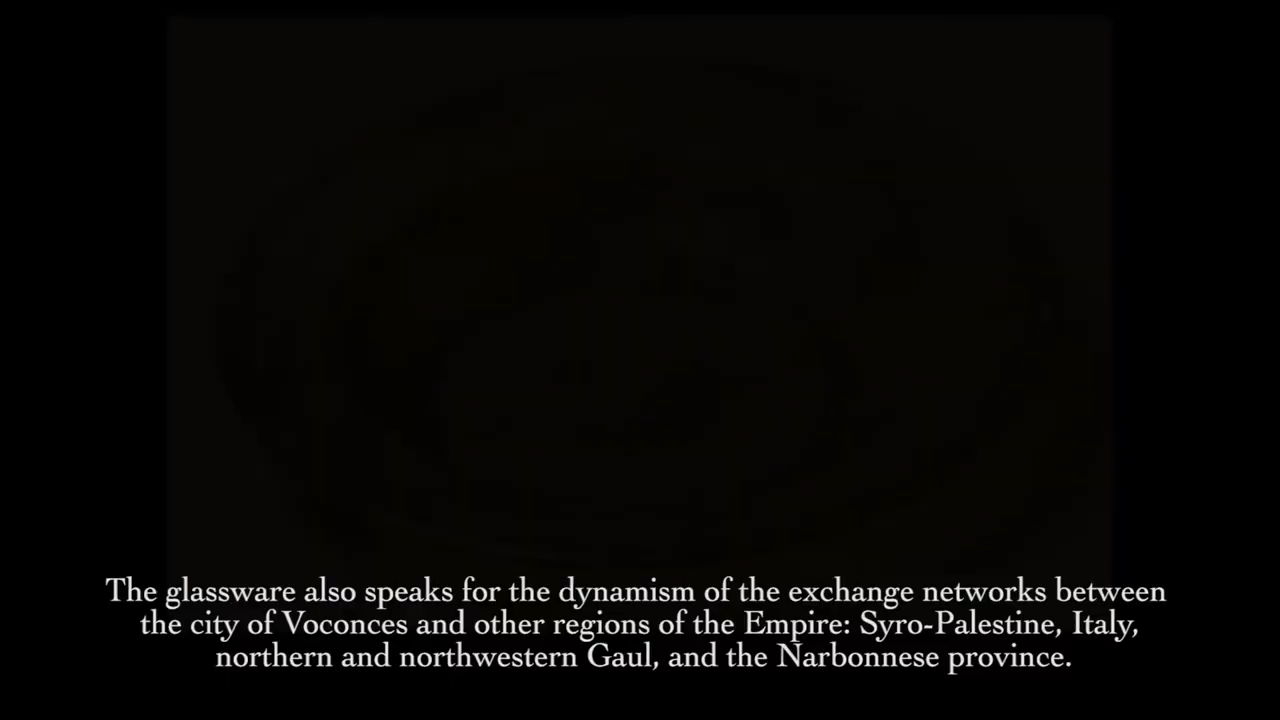 The glassware also speaks for the dynamism of the exchange networks between
the city of Voconces and other regions of the Empire: Syro-Palestine, Italy,
northern and northwestern Gaul, and the Narbonnese province.